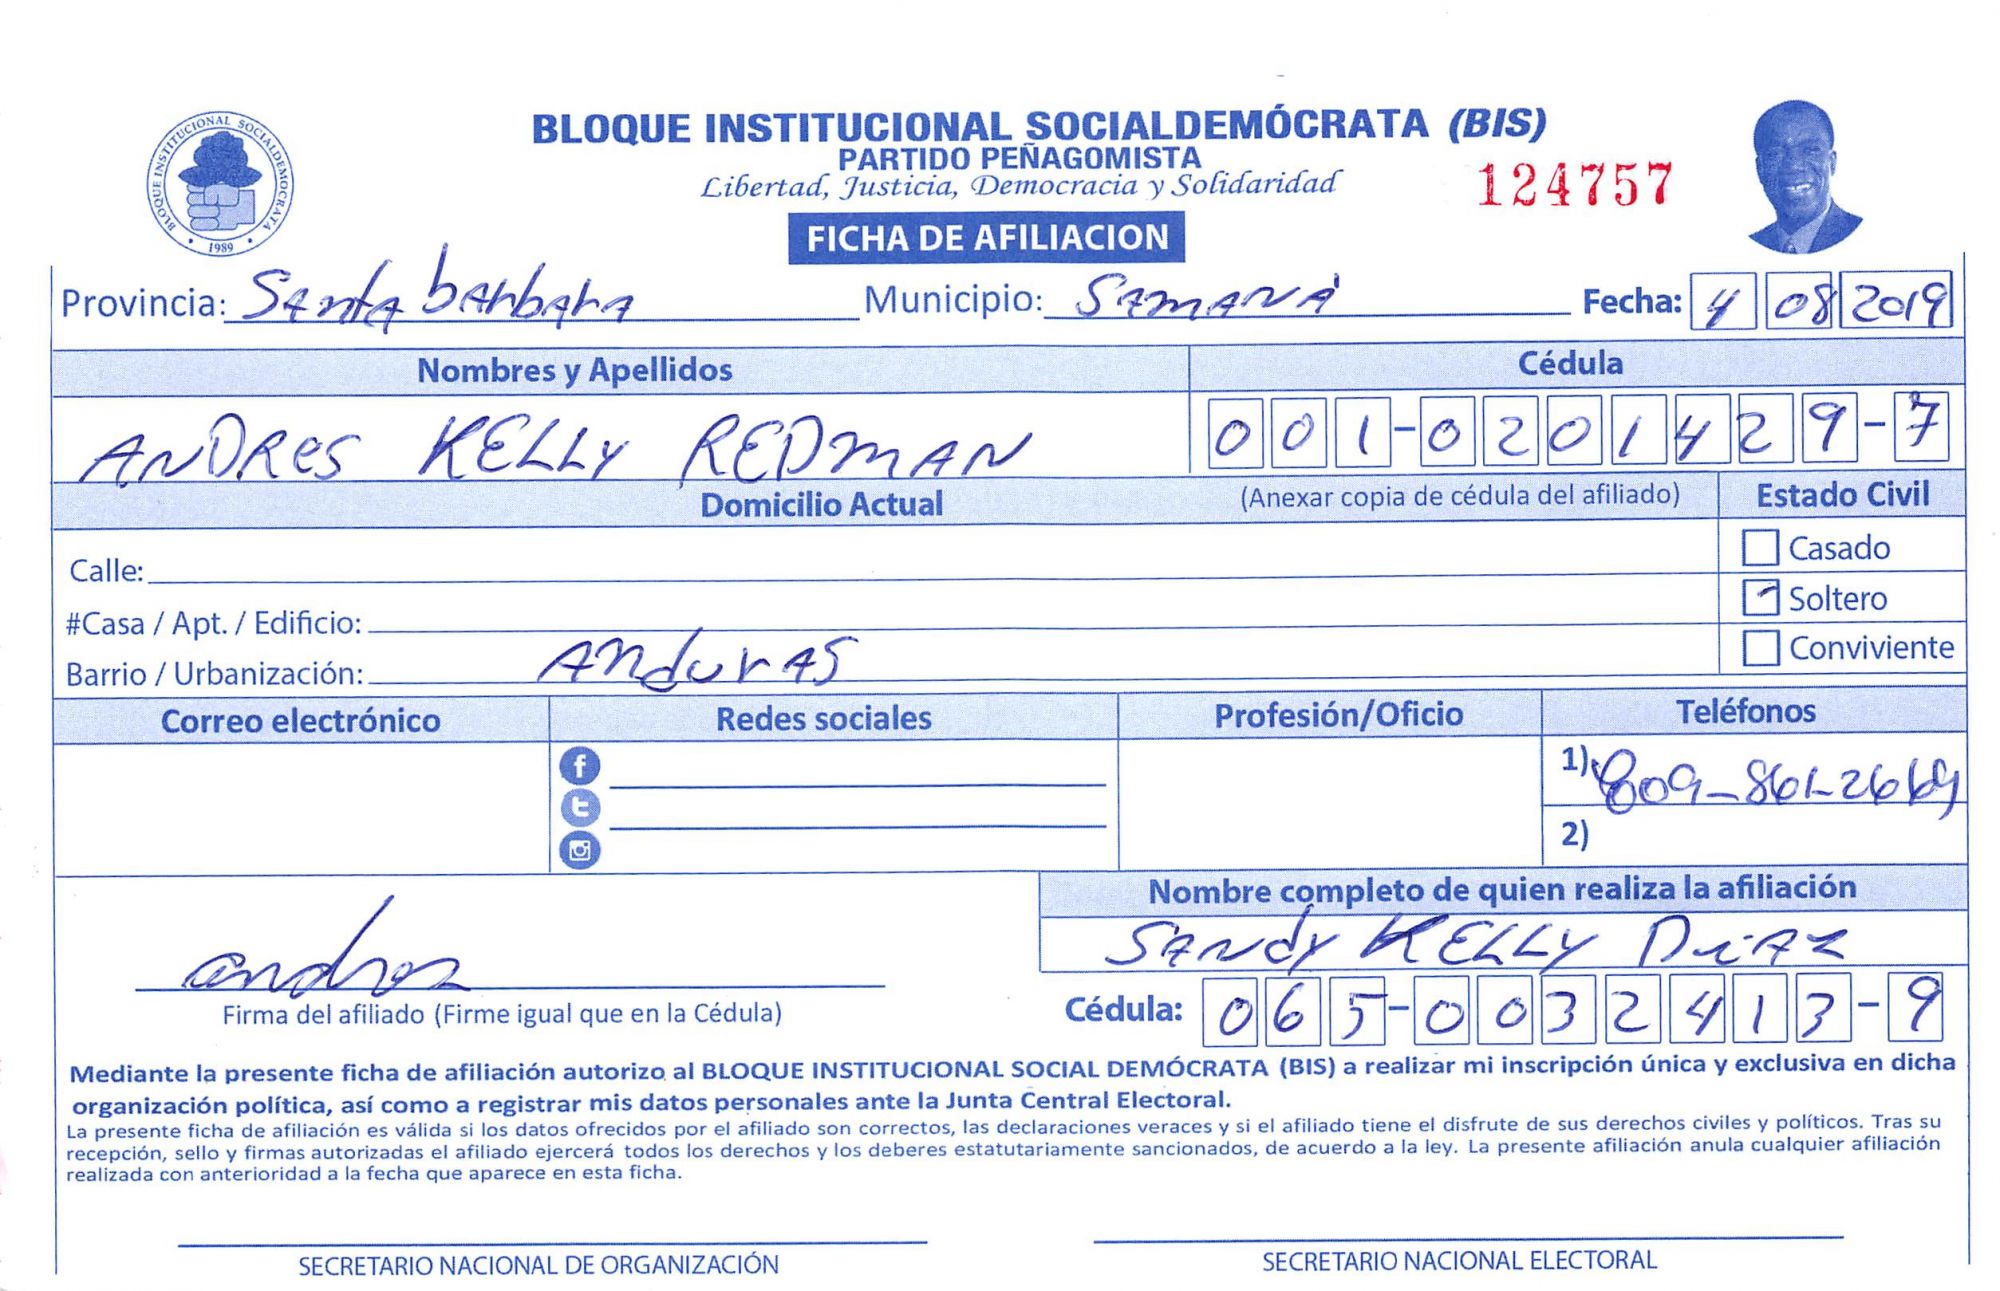 BLOQUE INSTITUCIONAL SOCIALDEMÓCRATA (BIS)
BLOQUE INSTITUCIONAL SOCIALDEMOCRATA
1989
PARTIDO PEÑAGOMISTA
Libertad, Justicia, Democracia y Solidaridad
124757
FICHA DE AFILIACION
Provincia: Santa barbara Municipio: SAMANÁ Fecha: 4 08 2019
Nombres y Apellidos Cédula
ANDRes KELLy REDMAN 001-0201429-7
Domicilio Actual (Anexar copia de cédula del afiliado) Estado Civil
Casado
Calle:
Soltero
#Casa / Apt. / Edificio:
Conviviente
Barrio / Urbanización: ANduras
Correo electrónico Redes sociales Profesión/Oficio Teléfonos
1) 809-861-2669
2)
Nombre completo de quien realiza la afiliación
SANdy KELLY DiAz
Firma del afiliado (Firme igual que en la Cédula) Cédula: 065-0032413-9
Mediante la presente ficha de afiliación autorizo al BLOQUE INSTITUCIONAL SOCIAL DEMÓCRATA (BIS) a realizar mi inscripción única y exclusiva en dicha
organización política, así como a registrar mis datos personales ante la Junta Central Electoral.
La presente ficha de afiliación es válida si los datos ofrecidos por el afiliado son correctos, las declaraciones veraces y si el afiliado tiene el disfrute de sus derechos civiles y políticos. Tras su
recepción, sello y firmas autorizadas el afiliado ejercerá todos los derechos y los deberes estatutariamente sancionados, de acuerdo a la ley. La presente afiliación anula cualquier afiliación
realizada con anterioridad a la fecha que aparece en esta ficha.
SECRETARIO NACIONAL DE ORGANIZACIÓN SECRETARIO NACIONAL ELECTORAL